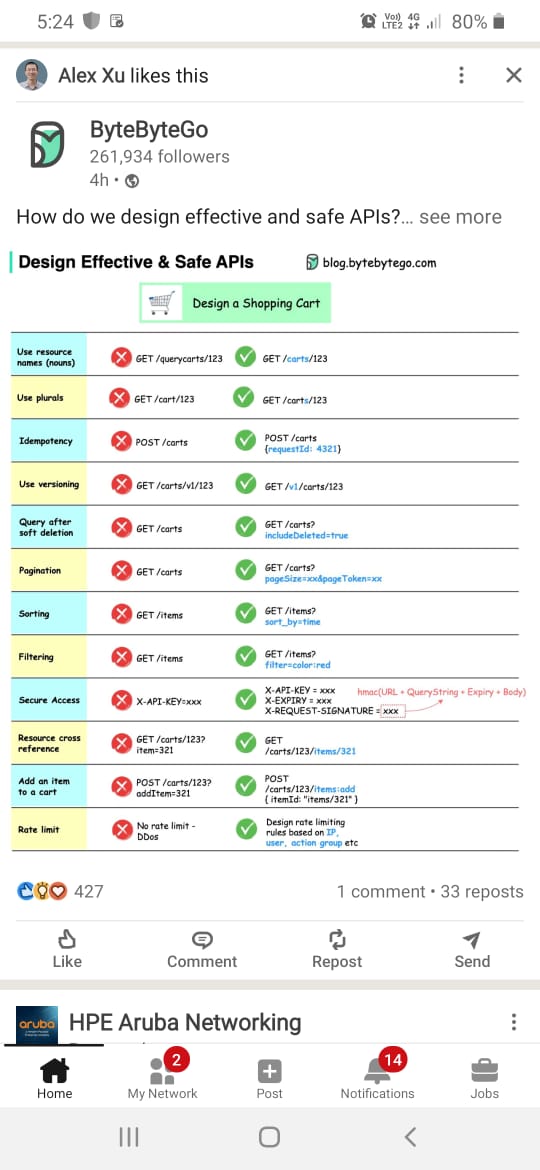 5:24
Vo))
LTE2
4G
80%
Alex Xu likes this
ByteByteGo
261,934 followers
4h •
How do we design effective and safe APIs?... see more
Design Effective & Safe APIs
blog.bytebytego.com
Design a Shopping Cart
Use resource
names (nouns)
GET /querycarts/123
GET /carts/123
Use plurals
GET /cart/123
GET /carts/123
Idempotency
POST /carts
POST /carts
{requestId: 4321}
Use versioning
GET /carts/v1/123
GET /v1/carts/123
Query after
soft deletion
GET /carts
GET /carts?
includeDeleted=true
Pagination
GET /carts
GET /carts?
pageSize=xx&pageToken=xx
Sorting
GET /items
GET /items?
sort_by=time
Filtering
GET /items
GET /items?
filter=color:red
Secure Access
X-API-KEY=xxx
X-API-KEY = xxx
X-EXPIRY = xxx
X-REQUEST-SIGNATURE = xxx
hmac(URL + QueryString + Expiry + Body)
Resource cross
reference
GET /carts/123?
item=321
GET
/carts/123/items/321
Add an item
to a cart
POST /carts/123?
addItem=321
POST
/carts/123/items:add
{ itemId: "items/321" }
Rate limit
No rate limit -
DDos
Design rate limiting
rules based on IP,
user, action group etc
427
1 comment • 33 reposts
Like
Comment
Repost
Send
aruba
HPE Aruba Networking
2
14
Home
My Network
Post
Notifications
Jobs